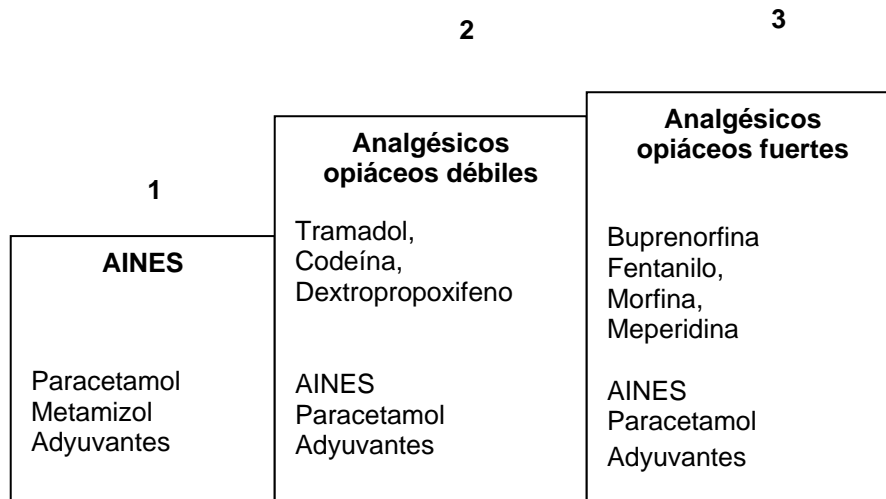 1
AINES
Paracetamol
Metamizol
Adyuvantes
2
Analgésicos
opiáceos débiles
Tramadol,
Codeína,
Dextropropoxifeno
AINES
Paracetamol
Adyuvantes
3
Analgésicos
opiáceos fuertes
Buprenorfina
Fentanilo,
Morfina,
Meperidina
AINES
Paracetamol
Adyuvantes